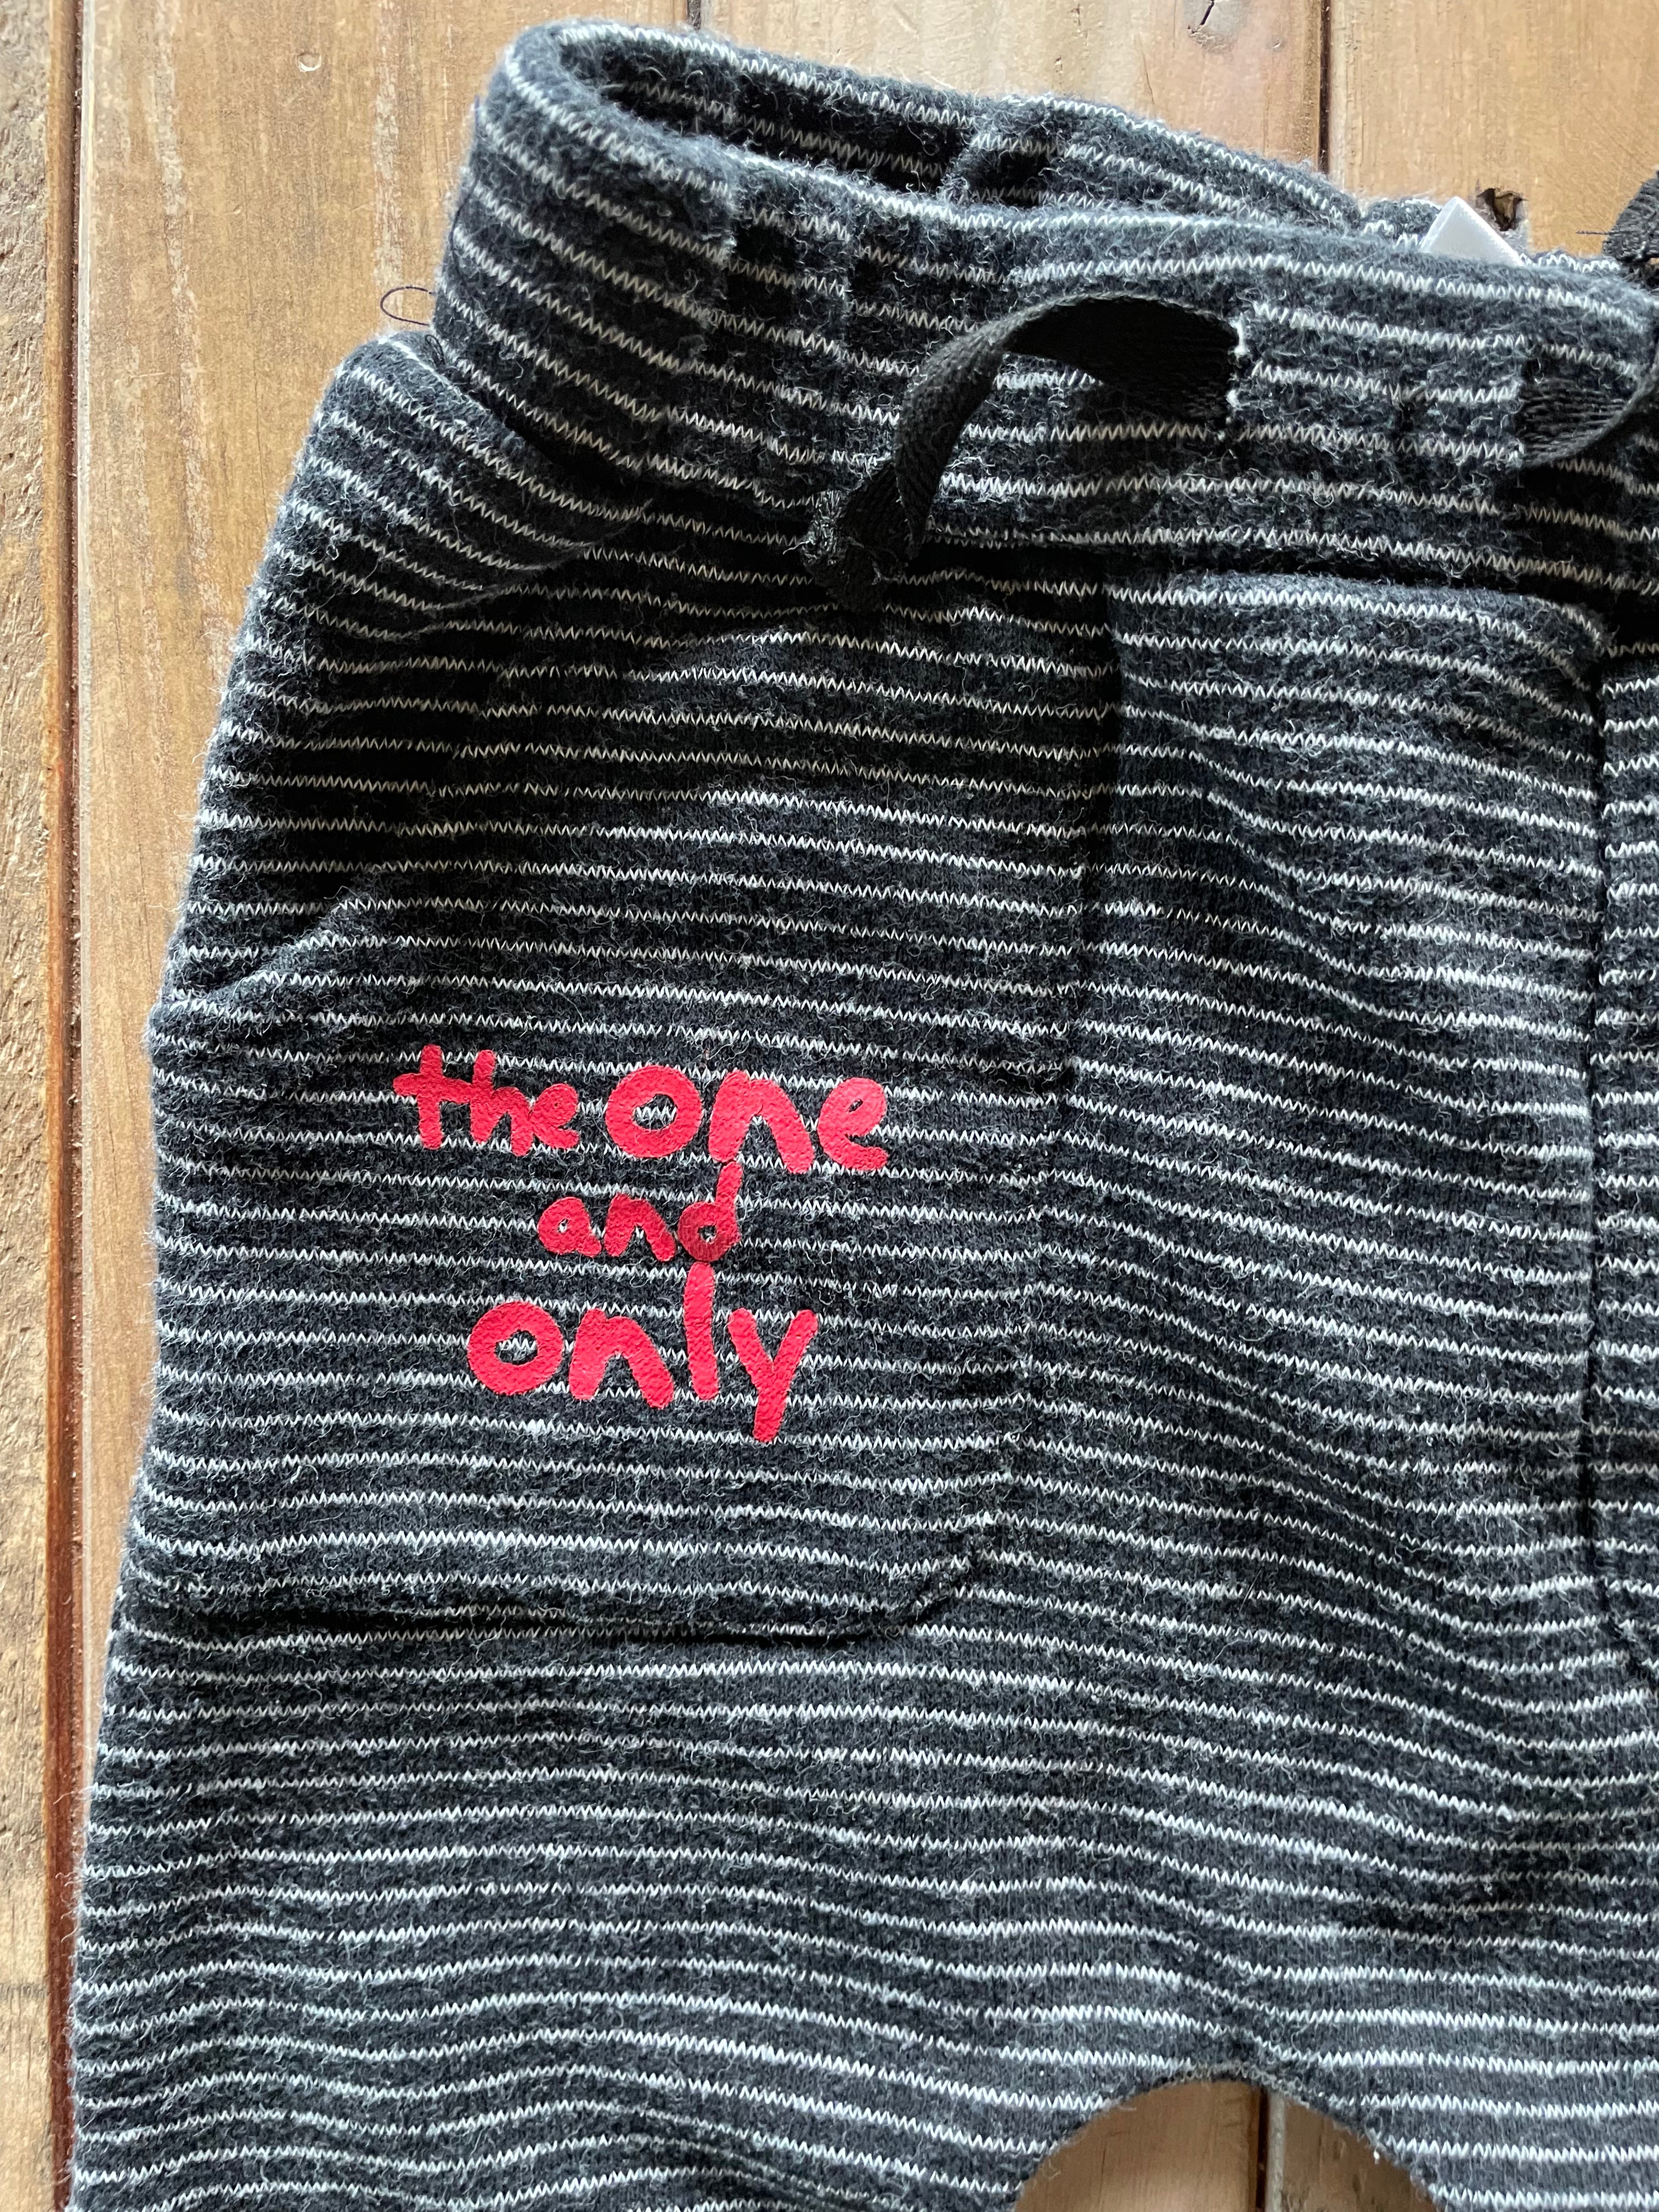 the one
and
only